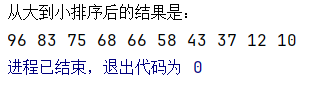 从大到小排序后的结果是：
96 83 75 68 66 58 43 37 12 10
进程已结束，退出代码为 0